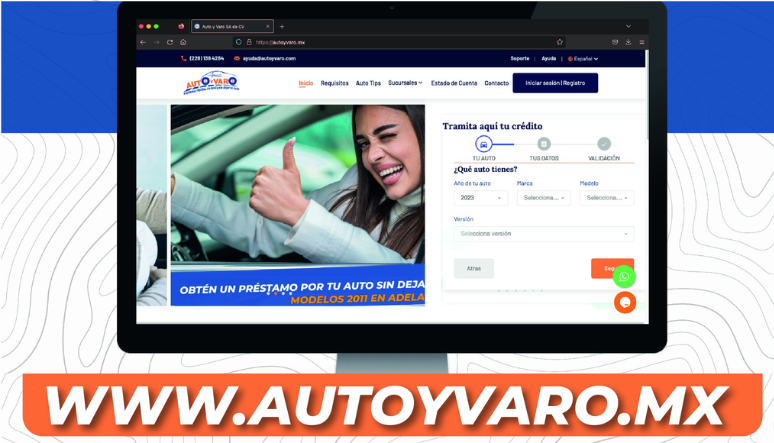 Auto y Varo SA de CV
https://autoyvaro.mx
(229) 139 4294 ayuda@autoyvaro.com Soporte | Ayuda | Español
AUTOYVARO
Inicio Requisitos Auto Tips Sucursales Estado de Cuenta Contacto Iniciar sesión | Registro
Tramita aquí tu crédito
TU AUTO TUS DATOS VALIDACIÓN
¿Qué auto tienes?
Año de tu auto Marca Modelo
2023 Selecciona... Selecciona...
Versión
Selecciona versión
Atras Seg
OBTÉN UN PRÉSTAMO POR TU AUTO SIN DEJA
MODELOS 2011 EN ADELA
WWW.AUTOYVARO.MX